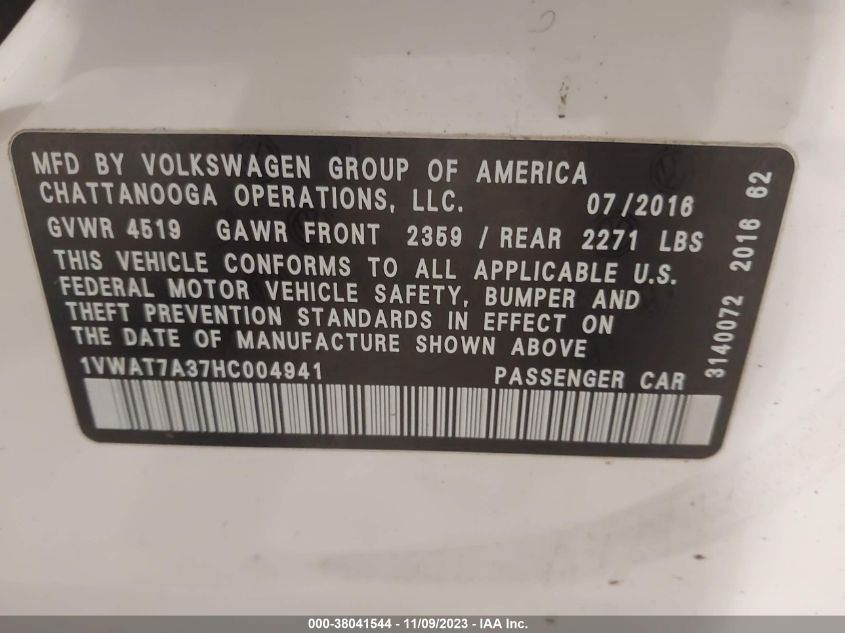 MFD BY VOLKSWAGEN GROUP OF AMERICA
CHATTANOOGA OPERATIONS, LLC. 07/2016
GVWR 4519 GAWR FRONT 2359 / REAR 2271 LBS
THIS VEHICLE CONFORMS TO ALL APPLICABLE U.S.
FEDERAL MOTOR VEHICLE SAFETY, BUMPER AND
THEFT PREVENTION STANDARDS IN EFFECT ON
THE DATE OF MANUFACTURE SHOWN ABOVE
1VWAT7A37HC004941 PASSENGER CAR
3140072 2016 62
000-38041544 - 11/09/2023 - IAA Inc.